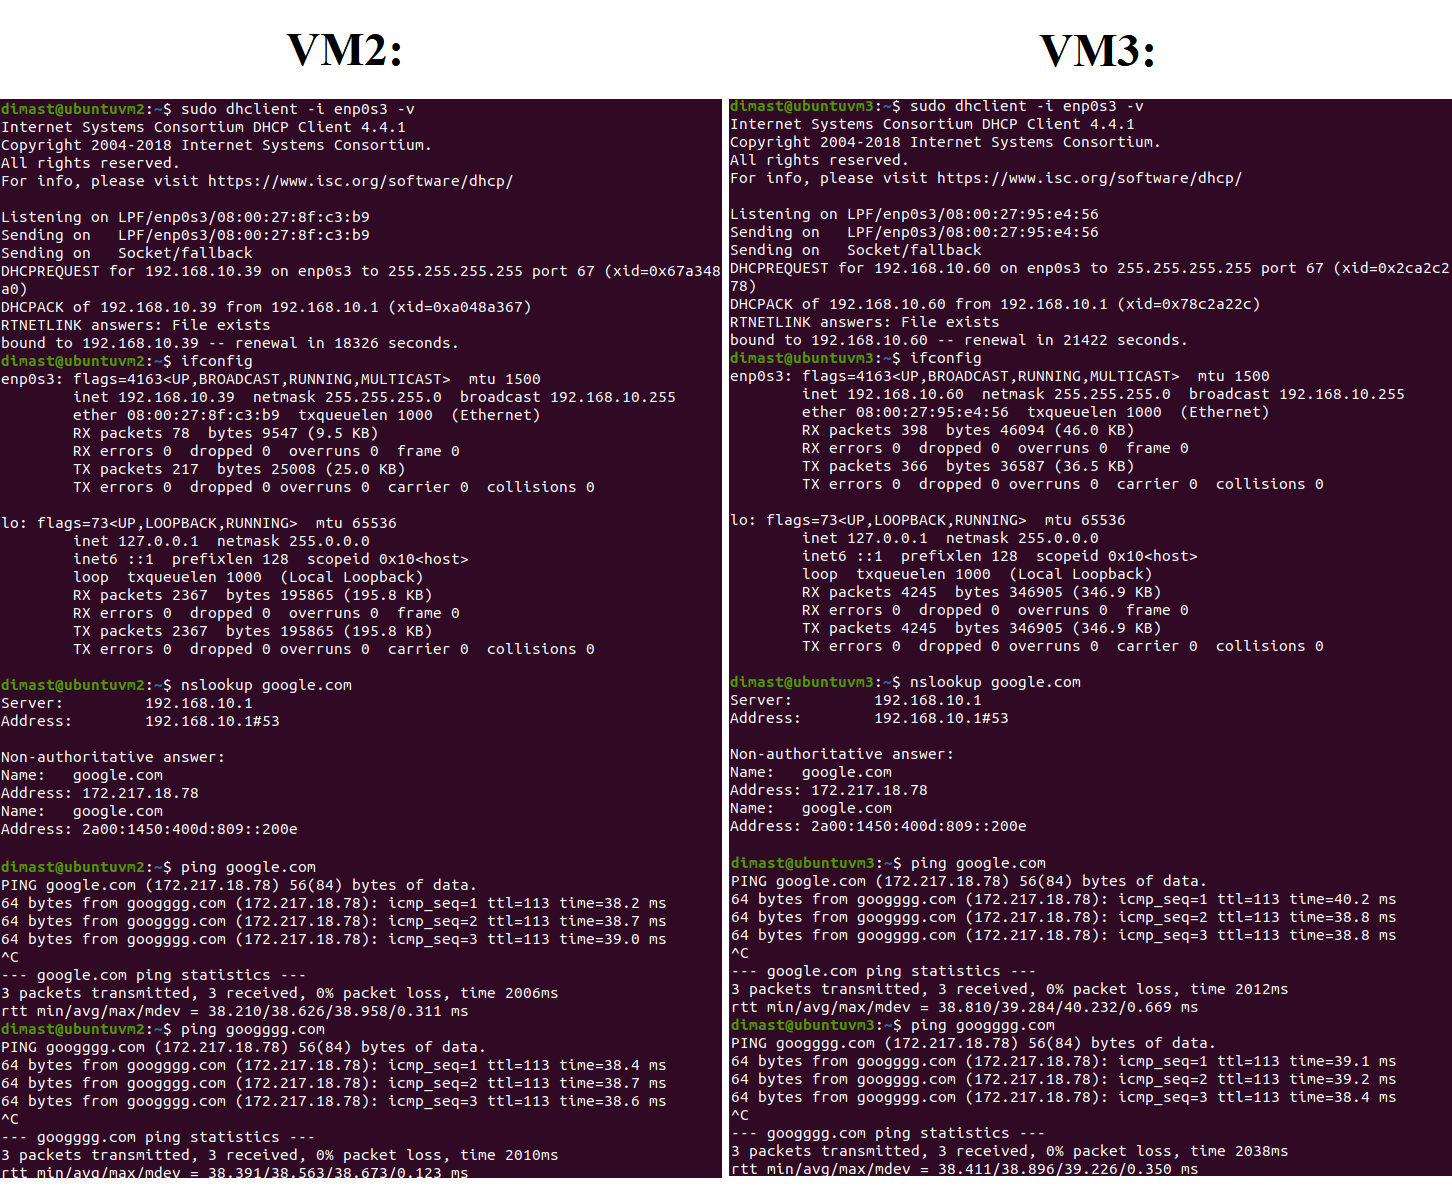 VM2:
dimast@ubuntuvm2:~$ sudo dhclient -i enp0s3 -v
Internet Systems Consortium DHCP Client 4.4.1
Copyright 2004-2018 Internet Systems Consortium.
All rights reserved.
For info, please visit https://www.isc.org/software/dhcp/
Listening on LPF/enp0s3/08:00:27:8f:c3:b9
Sending on   LPF/enp0s3/08:00:27:8f:c3:b9
Sending on   Socket/fallback
DHCPREQUEST for 192.168.10.39 on enp0s3 to 255.255.255.255 port 67 (xid=0x67a348
a0)
DHCPACK of 192.168.10.39 from 192.168.10.1 (xid=0xa048a367)
RTNETLINK answers: File exists
bound to 192.168.10.39 -- renewal in 18326 seconds.
dimast@ubuntuvm2:~$ ifconfig
enp0s3: flags=4163<UP,BROADCAST,RUNNING,MULTICAST>  mtu 1500
        inet 192.168.10.39  netmask 255.255.255.0  broadcast 192.168.10.255
        ether 08:00:27:8f:c3:b9  txqueuelen 1000  (Ethernet)
        RX packets 78  bytes 9547 (9.5 KB)
        RX errors 0  dropped 0  overruns 0  frame 0
        TX packets 217  bytes 25008 (25.0 KB)
        TX errors 0  dropped 0 overruns 0  carrier 0  collisions 0
lo: flags=73<UP,LOOPBACK,RUNNING>  mtu 65536
        inet 127.0.0.1  netmask 255.0.0.0
        inet6 ::1  prefixlen 128  scopeid 0x10<host>
        loop  txqueuelen 1000  (Local Loopback)
        RX packets 2367  bytes 195865 (195.8 KB)
        RX errors 0  dropped 0  overruns 0  frame 0
        TX packets 2367  bytes 195865 (195.8 KB)
        TX errors 0  dropped 0 overruns 0  carrier 0  collisions 0
dimast@ubuntuvm2:~$ nslookup google.com
Server:         192.168.10.1
Address:        192.168.10.1#53
Non-authoritative answer:
Name:   google.com
Address: 172.217.18.78
Name:   google.com
Address: 2a00:1450:400d:809::200e
dimast@ubuntuvm2:~$ ping google.com
PING google.com (172.217.18.78) 56(84) bytes of data.
64 bytes from googggg.com (172.217.18.78): icmp_seq=1 ttl=113 time=38.2 ms
64 bytes from googggg.com (172.217.18.78): icmp_seq=2 ttl=113 time=38.7 ms
64 bytes from googggg.com (172.217.18.78): icmp_seq=3 ttl=113 time=39.0 ms
^C
--- google.com ping statistics ---
3 packets transmitted, 3 received, 0% packet loss, time 2006ms
rtt min/avg/max/mdev = 38.210/38.626/38.958/0.311 ms
dimast@ubuntuvm2:~$ ping googggg.com
PING googggg.com (172.217.18.78) 56(84) bytes of data.
64 bytes from googggg.com (172.217.18.78): icmp_seq=1 ttl=113 time=38.4 ms
64 bytes from googggg.com (172.217.18.78): icmp_seq=2 ttl=113 time=38.7 ms
64 bytes from googggg.com (172.217.18.78): icmp_seq=3 ttl=113 time=38.6 ms
^C
--- googggg.com ping statistics ---
3 packets transmitted, 3 received, 0% packet loss, time 2010ms
rtt min/avg/max/mdev = 38.391/38.563/38.673/0.123 ms
VM3:
dimast@ubuntuvm3:~$ sudo dhclient -i enp0s3 -v
Internet Systems Consortium DHCP Client 4.4.1
Copyright 2004-2018 Internet Systems Consortium.
All rights reserved.
For info, please visit https://www.isc.org/software/dhcp/
Listening on LPF/enp0s3/08:00:27:95:e4:56
Sending on   LPF/enp0s3/08:00:27:95:e4:56
Sending on   Socket/fallback
DHCPREQUEST for 192.168.10.60 on enp0s3 to 255.255.255.255 port 67 (xid=0x2ca2c2
78)
DHCPACK of 192.168.10.60 from 192.168.10.1 (xid=0x78c2a22c)
RTNETLINK answers: File exists
bound to 192.168.10.60 -- renewal in 21422 seconds.
dimast@ubuntuvm3:~$ ifconfig
enp0s3: flags=4163<UP,BROADCAST,RUNNING,MULTICAST>  mtu 1500
        inet 192.168.10.60  netmask 255.255.255.0  broadcast 192.168.10.255
        ether 08:00:27:95:e4:56  txqueuelen 1000  (Ethernet)
        RX packets 398  bytes 46094 (46.0 KB)
        RX errors 0  dropped 0  overruns 0  frame 0
        TX packets 366  bytes 36587 (36.5 KB)
        TX errors 0  dropped 0 overruns 0  carrier 0  collisions 0
lo: flags=73<UP,LOOPBACK,RUNNING>  mtu 65536
        inet 127.0.0.1  netmask 255.0.0.0
        inet6 ::1  prefixlen 128  scopeid 0x10<host>
        loop  txqueuelen 1000  (Local Loopback)
        RX packets 4245  bytes 346905 (346.9 KB)
        RX errors 0  dropped 0  overruns 0  frame 0
        TX packets 4245  bytes 346905 (346.9 KB)
        TX errors 0  dropped 0 overruns 0  carrier 0  collisions 0
dimast@ubuntuvm3:~$ nslookup google.com
Server:         192.168.10.1
Address:        192.168.10.1#53
Non-authoritative answer:
Name:   google.com
Address: 172.217.18.78
Name:   google.com
Address: 2a00:1450:400d:809::200e
dimast@ubuntuvm3:~$ ping google.com
PING google.com (172.217.18.78) 56(84) bytes of data.
64 bytes from googggg.com (172.217.18.78): icmp_seq=1 ttl=113 time=40.2 ms
64 bytes from googggg.com (172.217.18.78): icmp_seq=2 ttl=113 time=38.8 ms
64 bytes from googggg.com (172.217.18.78): icmp_seq=3 ttl=113 time=38.8 ms
^C
--- google.com ping statistics ---
3 packets transmitted, 3 received, 0% packet loss, time 2012ms
rtt min/avg/max/mdev = 38.810/39.284/40.232/0.669 ms
dimast@ubuntuvm3:~$ ping googggg.com
PING googggg.com (172.217.18.78) 56(84) bytes of data.
64 bytes from googggg.com (172.217.18.78): icmp_seq=1 ttl=113 time=39.1 ms
64 bytes from googggg.com (172.217.18.78): icmp_seq=2 ttl=113 time=39.2 ms
64 bytes from googggg.com (172.217.18.78): icmp_seq=3 ttl=113 time=38.4 ms
^C
--- googggg.com ping statistics ---
3 packets transmitted, 3 received, 0% packet loss, time 2038ms
rtt min/avg/max/mdev = 38.411/38.896/39.226/0.350 ms